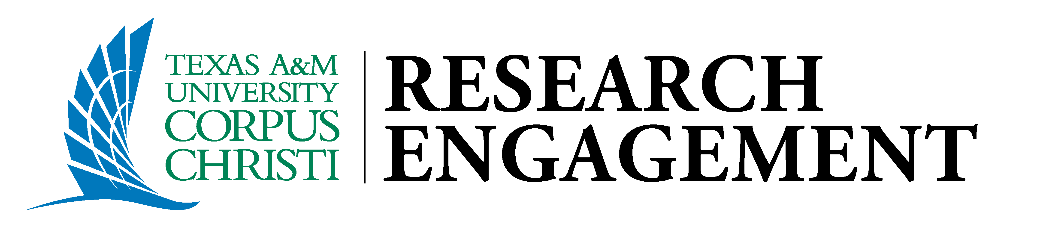 TEXAS A&M
UNIVERSITY
CORPUS
CHRISTI
RESEARCH
ENGAGEMENT